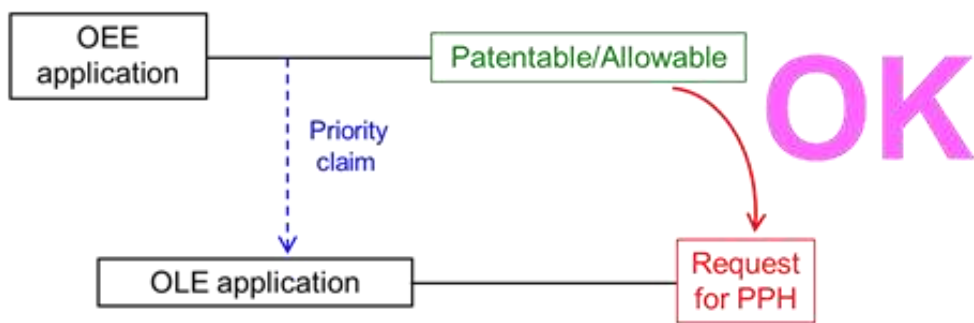 OEE
application
Patentable/Allowable
OK
Priority
claim
OLE application
Request
for PPH